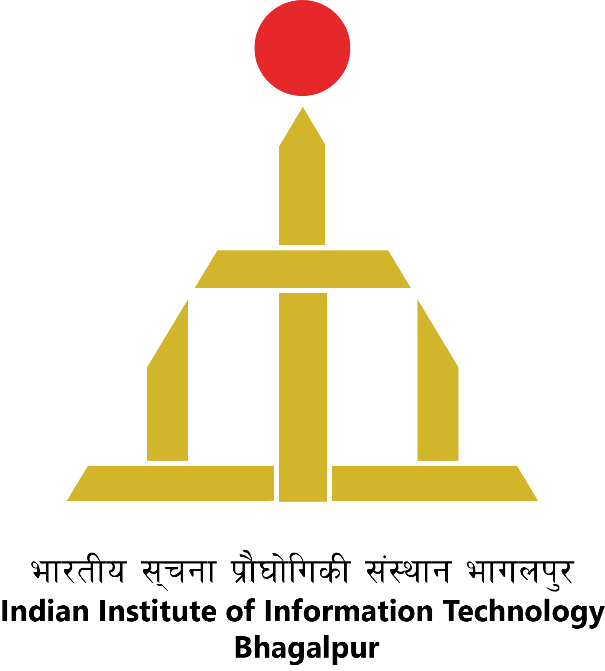 भारतीय स्चना प्रौघोगिकी संस्थान भागलपुर
Indian Institute of Information Technology
Bhagalpur